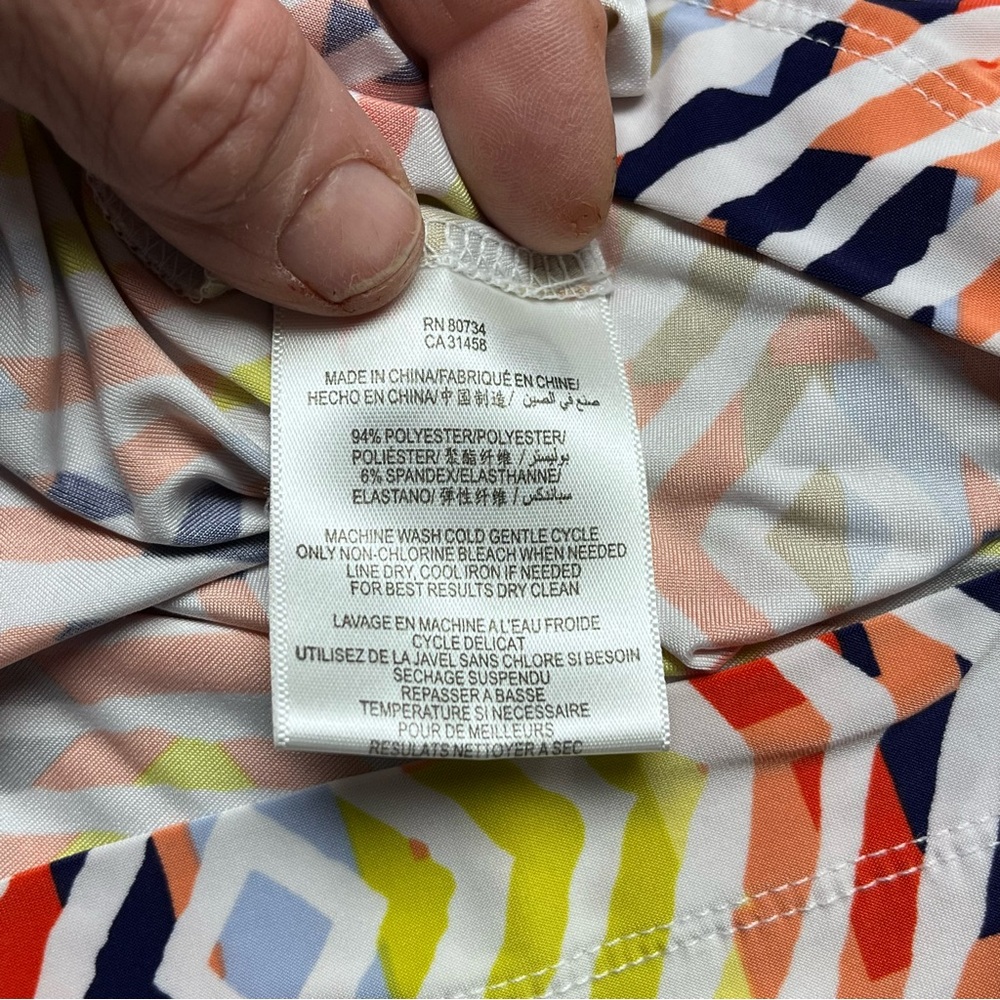 RN 80734
CA 31458
MADE IN CHINA/FABRIQUÉ EN CHINE/
HECHO EN CHINA/中国制造 / صنع في الصين
94% POLYESTER/POLYESTER/
POLIÉSTER/ 聚酯纤维 / بوليستر
6% SPANDEX/ELASTHANNE/
ELASTANO/ 弹性纤维 / سباندكس
MACHINE WASH COLD GENTLE CYCLE
ONLY NON-CHLORINE BLEACH WHEN NEEDED
LINE DRY, COOL IRON IF NEEDED
FOR BEST RESULTS DRY CLEAN
LAVAGE EN MACHINE A L'EAU FROIDE
CYCLE DELICAT
UTILISEZ DE LA JAVEL SANS CHLORE SI BESOIN
SECHAGE SUSPENDU
REPASSER A BASSE
TEMPERATURE SI NECESSAIRE
POUR DE MEILLEURS
RESULATS NETTOYER A SEC